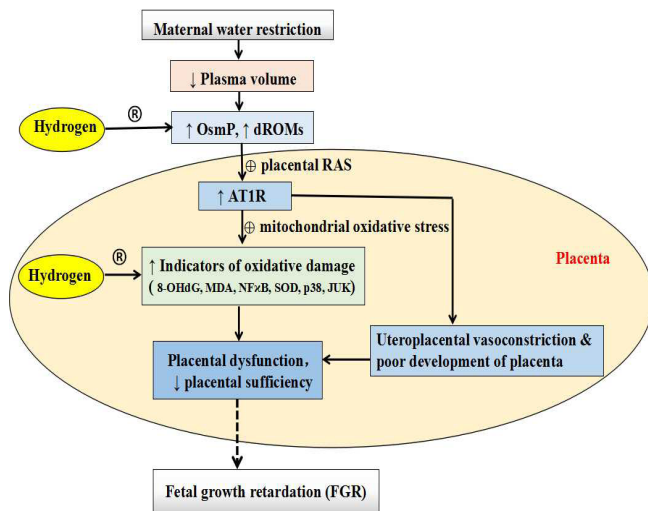 Maternal water restriction
↓ Plasma volume
Hydrogen
®
↑ OsmP, ↑ dROMs
⊕ placental RAS
↑ AT1R
⊕ mitochondrial oxidative stress
Placenta
Hydrogen
®
↑ Indicators of oxidative damage
( 8-OHdG, MDA, NFxB, SOD, p38, JUK)
Uteroplacental vasoconstriction &
poor development of placenta
Placental dysfunction,
↓ placental sufficiency
Fetal growth retardation (FGR)